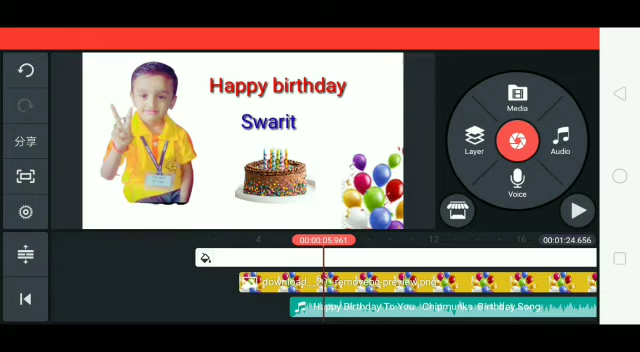 Happy birthday
Swarit
分享
Media
Layer
Audio
Voice
4
00:00:05.961
12
16
00:01:24.656
Happy Birthday To You Chipmunks Birthday Song